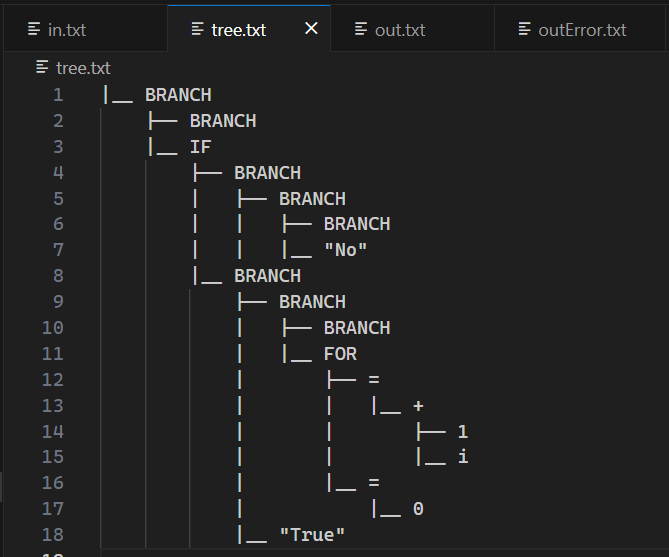 in.txt tree.txt × out.txt outError.txt
tree.txt
1 |__ BRANCH
2     ├── BRANCH
3     |__ IF
4         ├── BRANCH
5         │   ├── BRANCH
6         │   │   ├── BRANCH
7         │   │   |__ "No"
8         |__ BRANCH
9             ├── BRANCH
10             │   ├── BRANCH
11             │   |__ FOR
12             │       ├── =
13             │       │   |__ +
14             │       │       ├── 1
15             │       │       |__ i
16             │       |__ =
17             │           |__ 0
18             |__ "True"